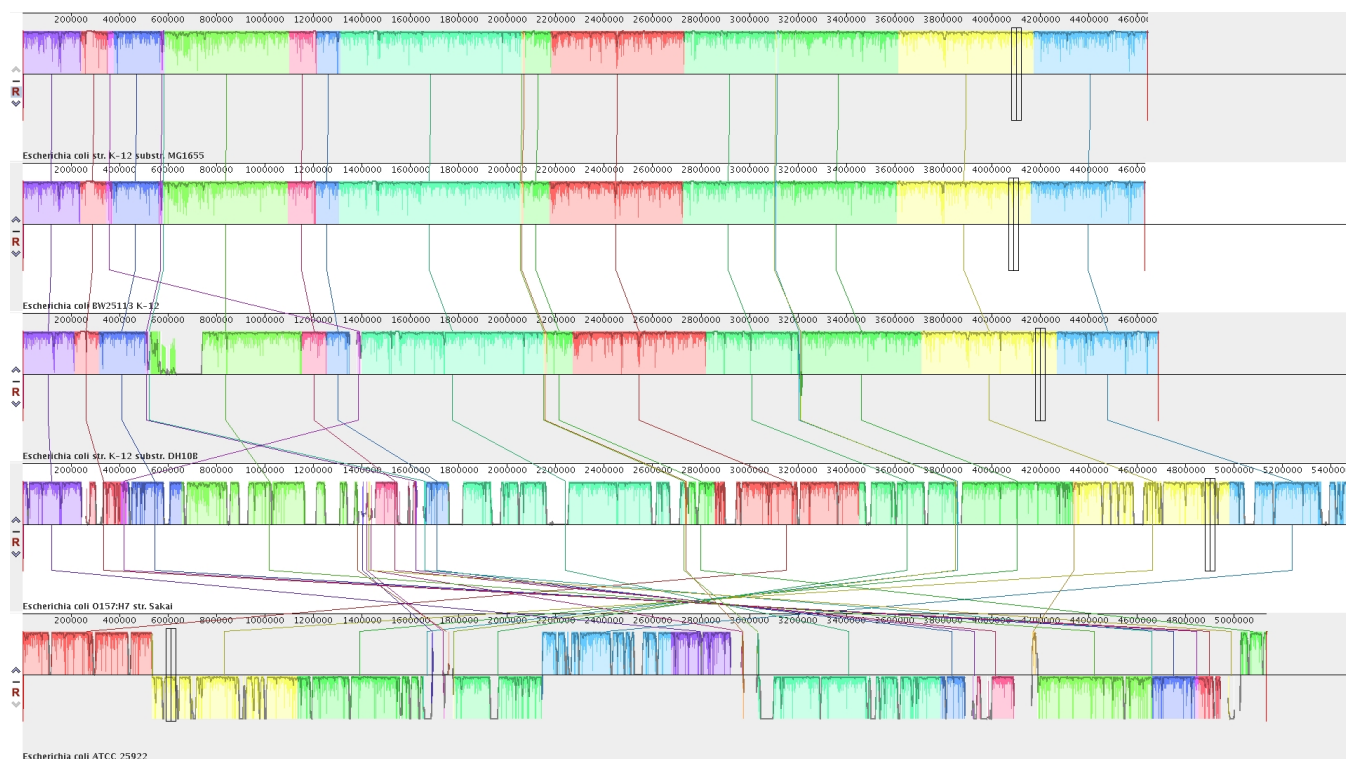 200000 400000 600000 800000 1000000 1200000 1400000 1600000 1800000 2000000 2200000 2400000 2600000 2800000 3000000 3200000 3400000 3600000 3800000 4000000 4200000 4400000 460000
R
Escherichia coli str. K-12 substr. MG1655
200000 400000 600000 800000 1000000 1200000 1400000 1600000 1800000 2000000 2200000 2400000 2600000 2800000 3000000 3200000 3400000 3600000 3800000 4000000 4200000 4400000 460000
R
Escherichia coli BW25113 K-12
200000 400000 600000 800000 1000000 1200000 1400000 1600000 1800000 2000000 2200000 2400000 2600000 2800000 3000000 3200000 3400000 3600000 3800000 4000000 4200000 4400000 4600000
R
Escherichia coli str. K-12 substr. DH10B
200000 400000 600000 800000 1000000 1200000 1400000 1600000 1800000 2000000 2200000 2400000 2600000 2800000 3000000 3200000 3400000 3600000 3800000 4000000 4200000 4400000 4600000 4800000 5000000 5200000 540000
R
Escherichia coli O157:H7 str. Sakai
200000 400000 600000 800000 1000000 1200000 1400000 1600000 1800000 2000000 2200000 2400000 2600000 2800000 3000000 3200000 3400000 3600000 3800000 4000000 4200000 4400000 4600000 4800000 5000000
R
Escherichia coli ATCC 25922